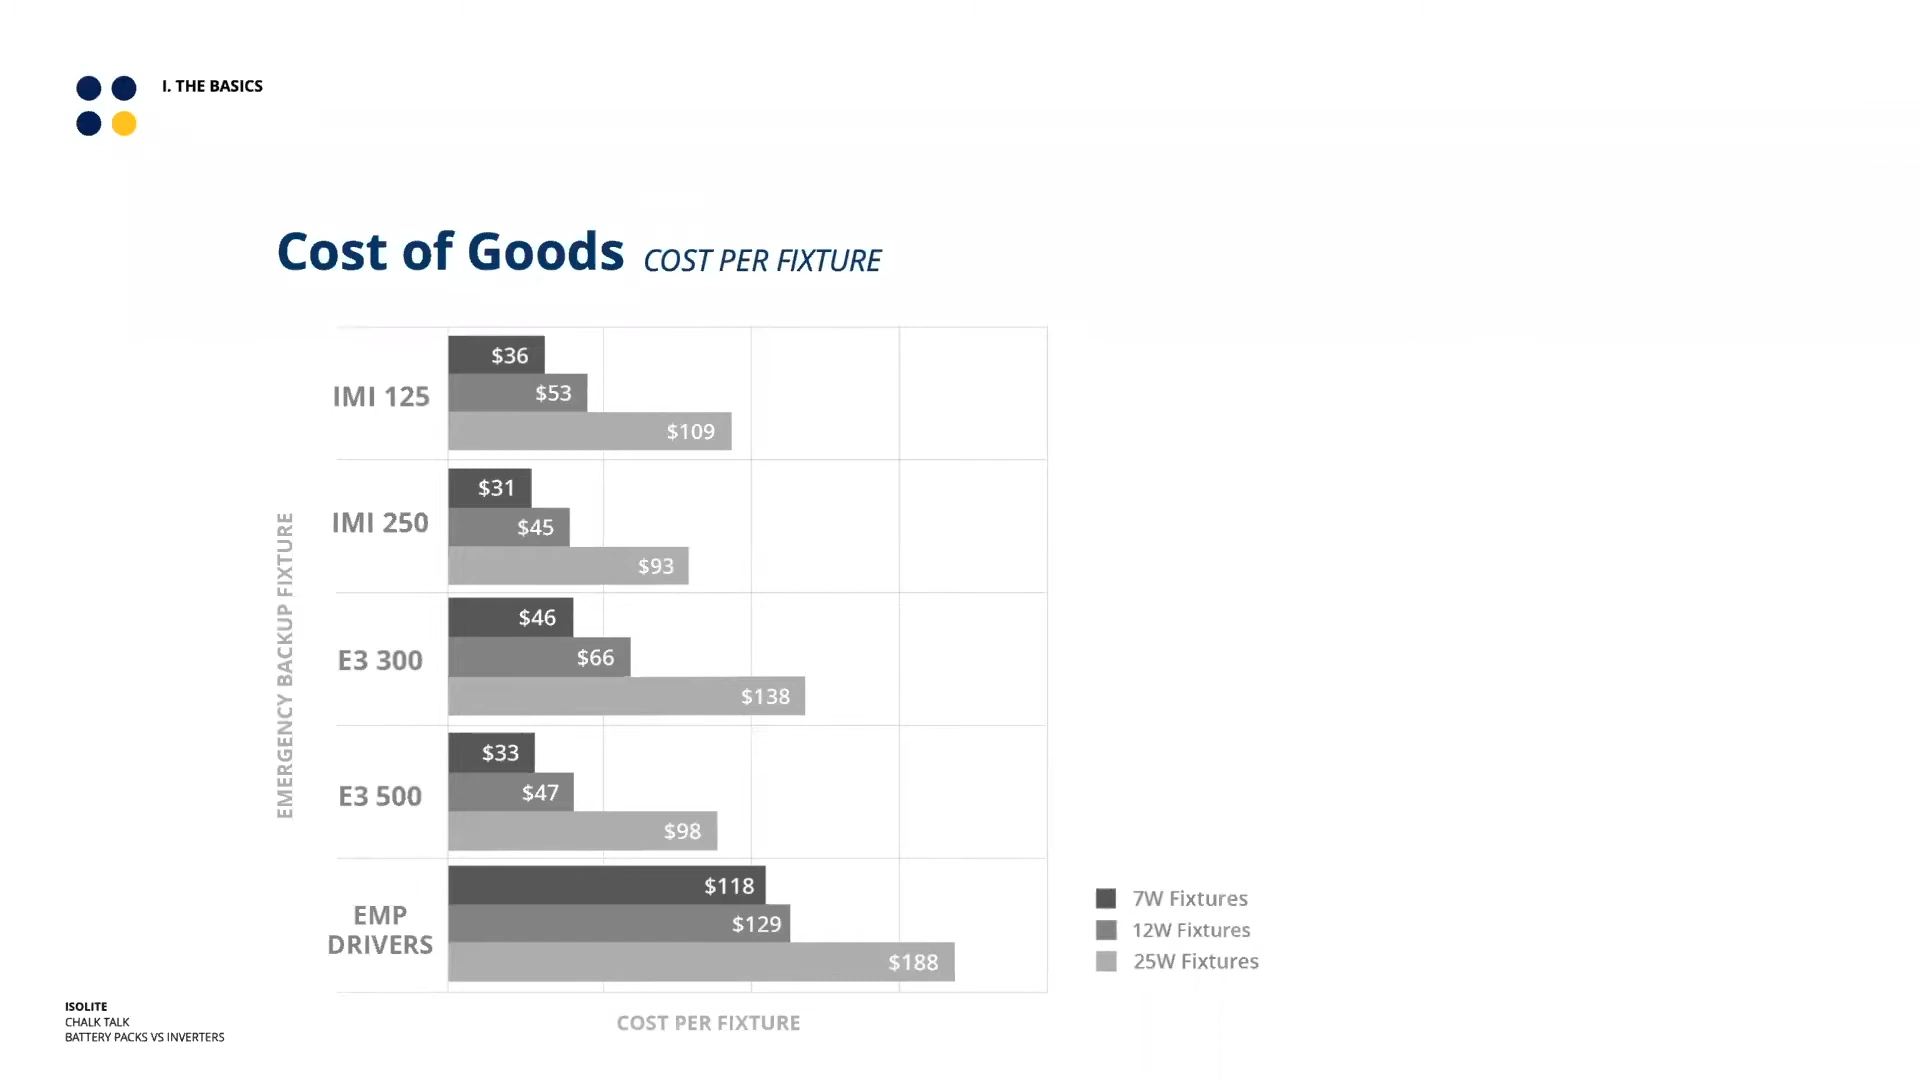 I. THE BASICS
Cost of Goods COST PER FIXTURE
EMERGENCY BACKUP FIXTURE
IMI 125
$36
$53
$109
IMI 250
$31
$45
$93
E3 300
$46
$66
$138
E3 500
$33
$47
$98
EMP
DRIVERS
$118
$129
$188
7W Fixtures
12W Fixtures
25W Fixtures
COST PER FIXTURE
ISOLITE
CHALK TALK
BATTERY PACKS VS INVERTERS